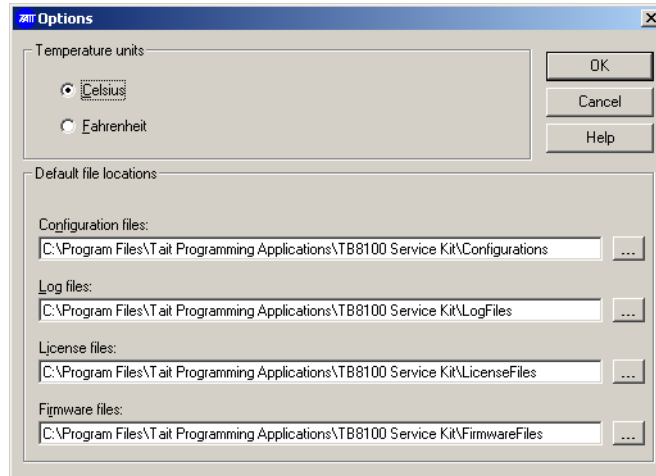 TAIT Options
Temperature units
Celsius
Fahrenheit
OK
Cancel
Help
Default file locations
Configuration files:
C:\Program Files\Tait Programming Applications\TB8100 Service Kit\Configurations
...
Log files:
C:\Program Files\Tait Programming Applications\TB8100 Service Kit\LogFiles
...
License files:
C:\Program Files\Tait Programming Applications\TB8100 Service Kit\LicenseFiles
...
Firmware files:
C:\Program Files\Tait Programming Applications\TB8100 Service Kit\FirmwareFiles
...